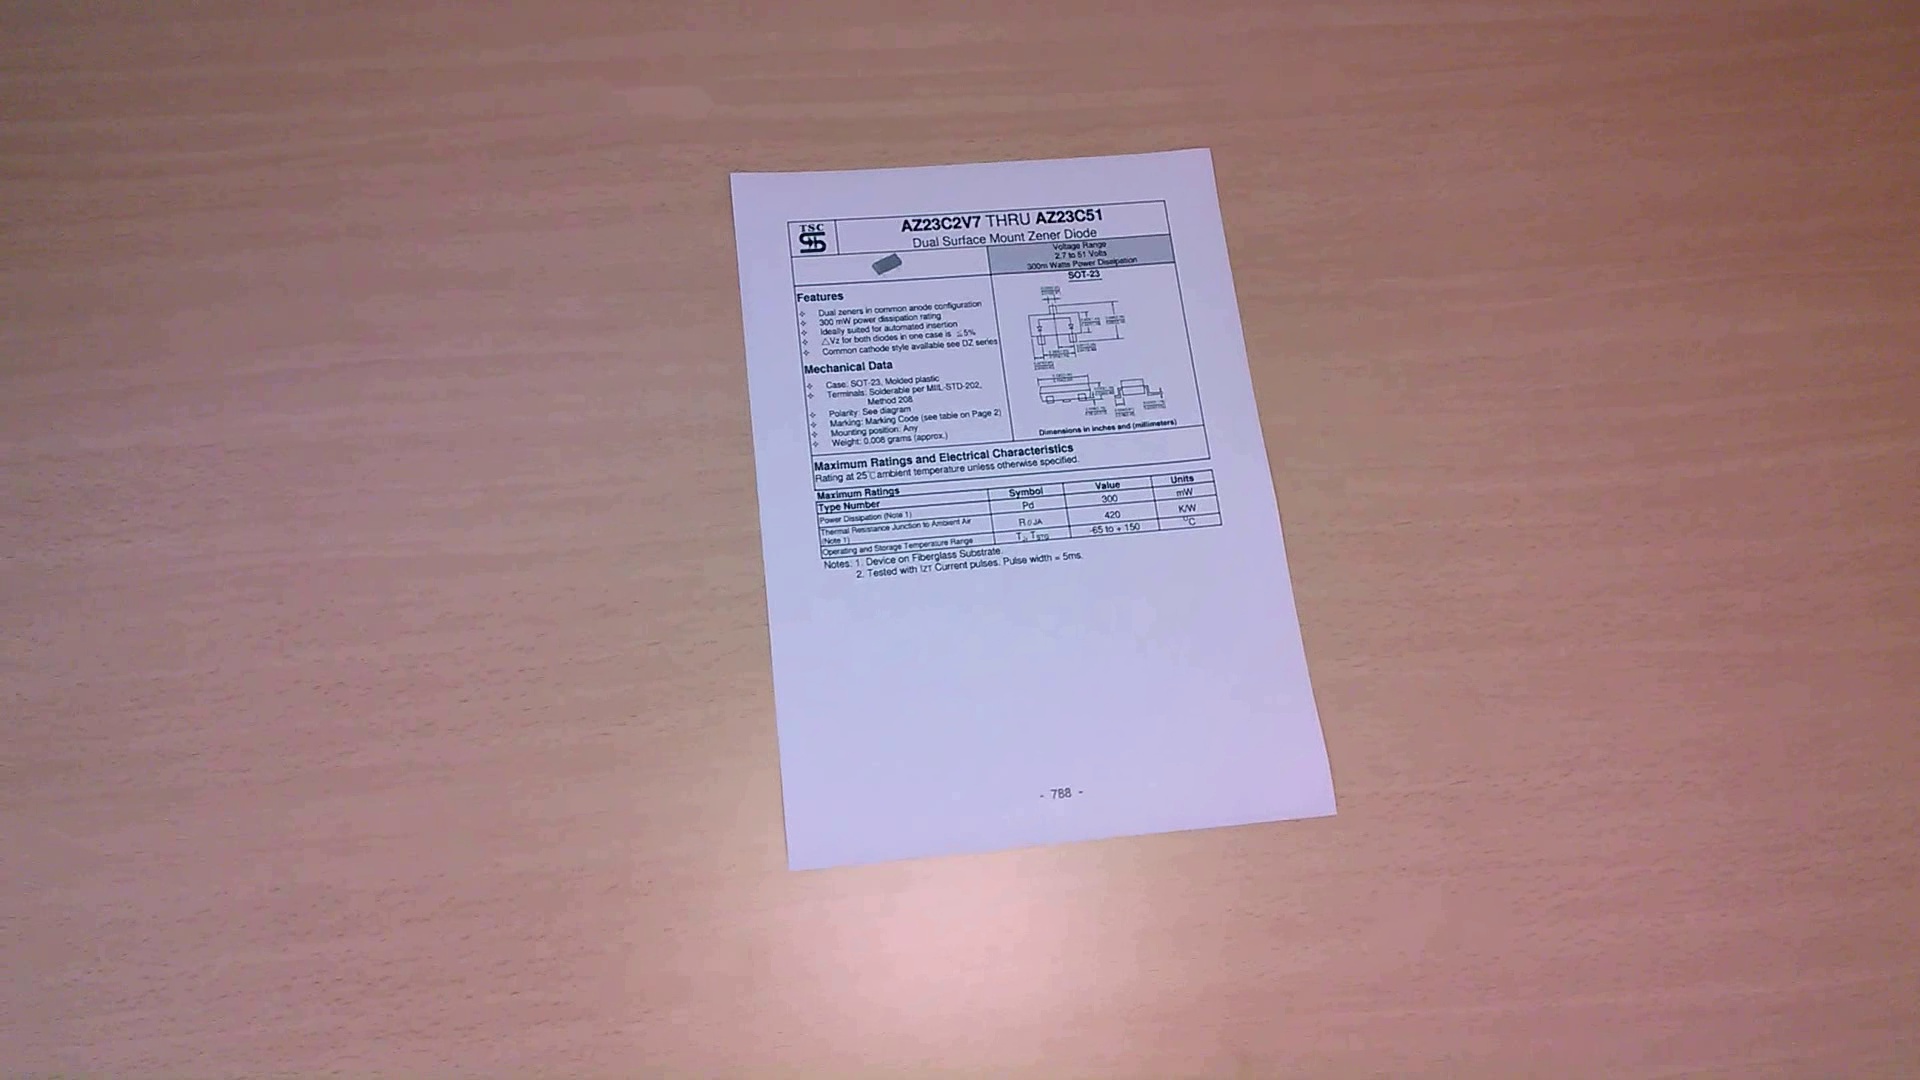 TSC
AZ23C2V7 THRU AZ23C51
Dual Surface Mount Zener Diode
Voltage Range
2.7 to 51 Volts
300m Watts Power Dissipation
SOT-23
Features
Dual zeners in common anode configuration
300 mW power dissipation rating
Ideally suited for automated insertion
△Vz for both diodes in one case is ≦5%
Common cathode style available see DZ series
Mechanical Data
Case: SOT-23, Molded plastic
Terminals: Solderable per MIIL-STD-202,
Method 208
Polarity: See diagram
Marking: Marking Code (see table on Page 2)
Mounting position: Any
Weight: 0.008 grams (approx.)
Dimensions in inches and (millimeters)
Maximum Ratings and Electrical Characteristics
Rating at 25℃ ambient temperature unless otherwise specified.
Maximum Ratings
Type Number Symbol Value Units
Power Dissipation (Note 1) Pd 300 mW
Thermal Resistance Junction to Ambient Air
(Note 1) RθJA 420 K/W
Operating and Storage Temperature Range TJ, TSTG -65 to + 150 °C
Notes: 1. Device on Fiberglass Substrate.
2. Tested with IZT Current pulses. Pulse width = 5ms.
- 788 -